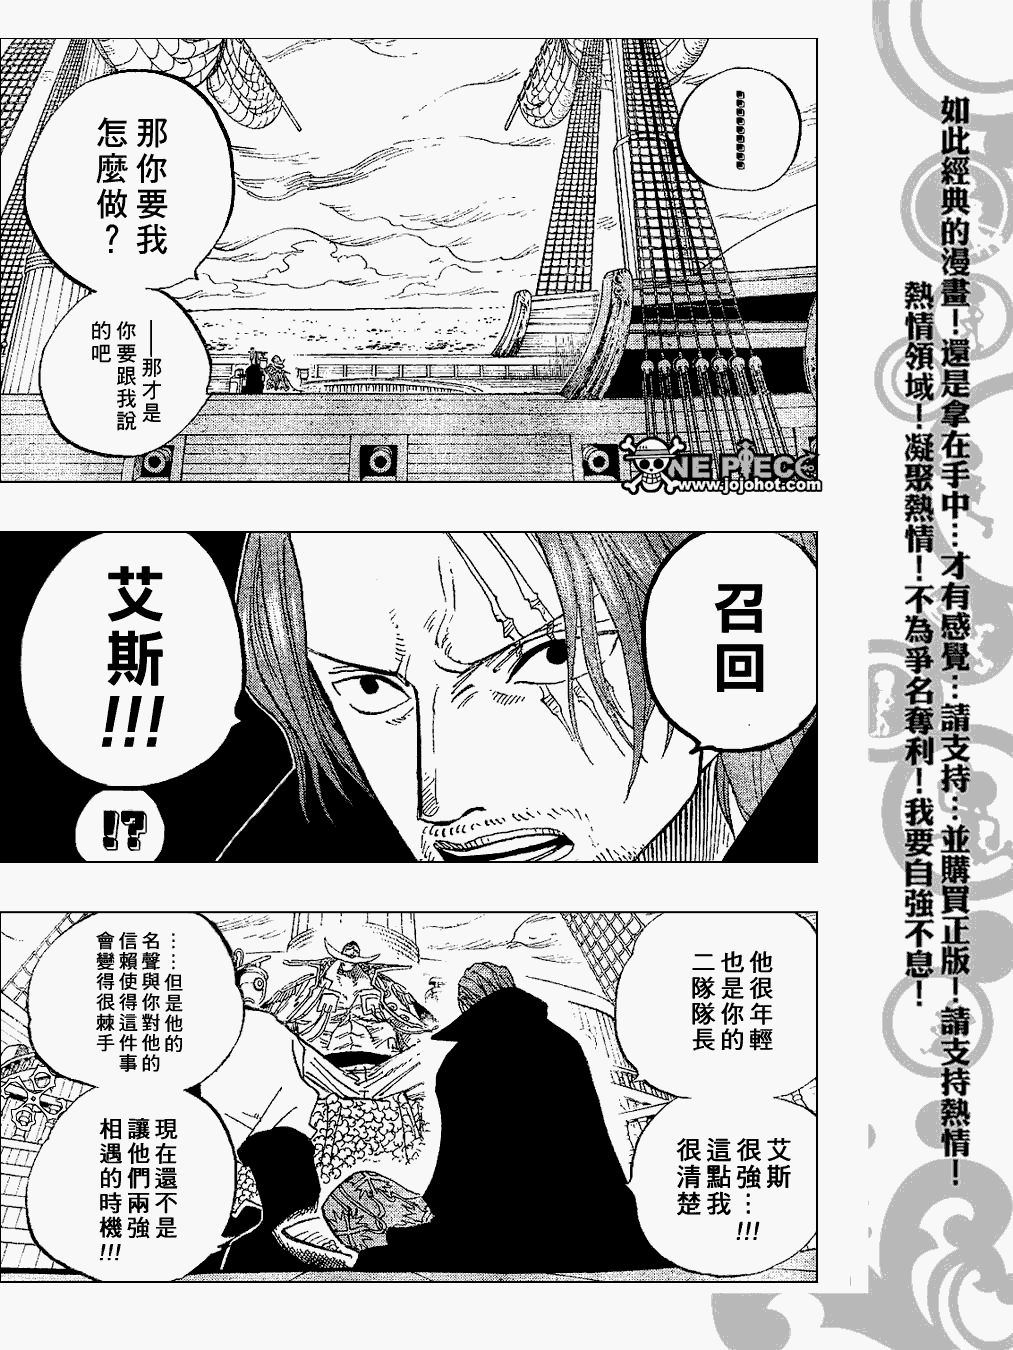 ………
那你要我
怎麼做？
——那才是
你要跟我說
的吧
ONE PIECE
www.jojohot.com
召回
艾斯!!!
!?
他很年輕
也是你的
二隊隊長
艾斯
很強…!!!
這點我
很清楚
……但是他的
名聲與你對他的
信賴使得這件事
會變得很棘手
現在還不是
讓他們兩強
相遇的時機!!!
如此經典的漫畫！還是拿在手中…才有感覺…請支持…並購買正版！請支持熱情！
熱情領域！凝聚熱情！不為爭名奪利！我要自強不息！